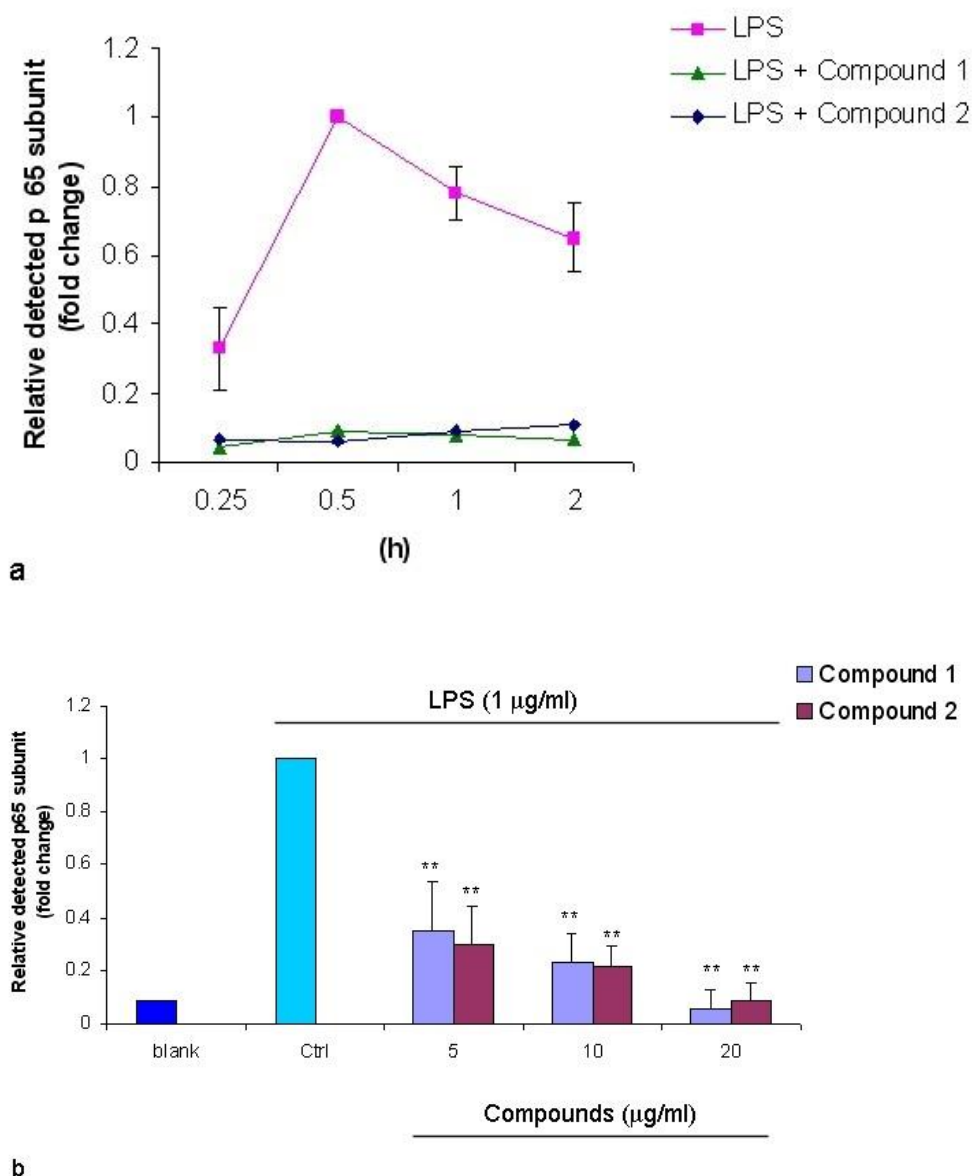 LPS
LPS + Compound 1
LPS + Compound 2
1.2
1
0.8
0.6
0.4
0.2
0
Relative detected p 65 subunit
(fold change)
0.25 0.5 1 2
(h)
a
Compound 1
Compound 2
LPS (1 µg/ml)
1.2
1
0.8
0.6
0.4
0.2
0
Relative detected p65 subunit
(fold change)
** ** ** ** ** **
blank Ctrl 5 10 20
Compounds (µg/ml)
b